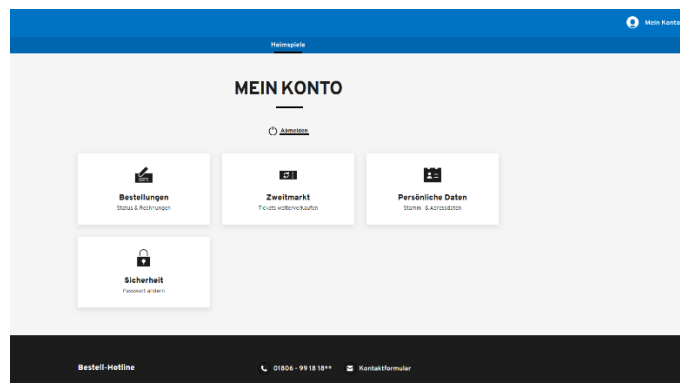 Mein Konto
Heimspiele
MEIN KONTO
Abmelden
Bestellungen
Status & Rechnungen
Zweitmarkt
Tickets weiterverkaufen
Persönliche Daten
Stamm- & Adressdaten
Sicherheit
Passwort ändern
Bestell-Hotline
01806 - 99 18 18**
Kontaktformular